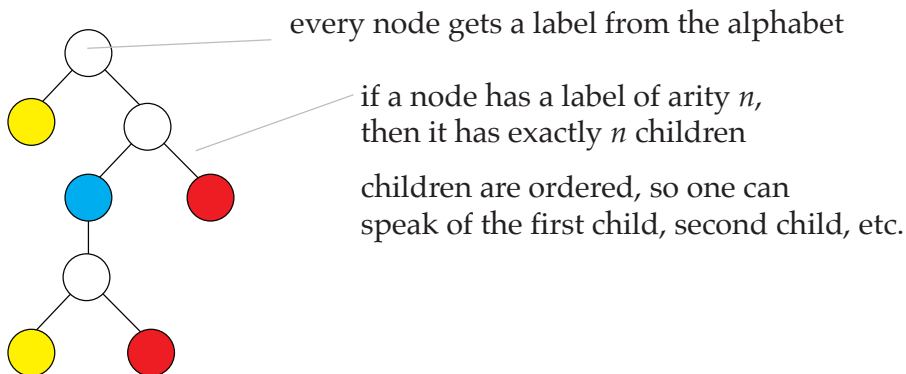 every node gets a label from the alphabet
if a node has a label of arity n,
then it has exactly n children
children are ordered, so one can
speak of the first child, second child, etc.